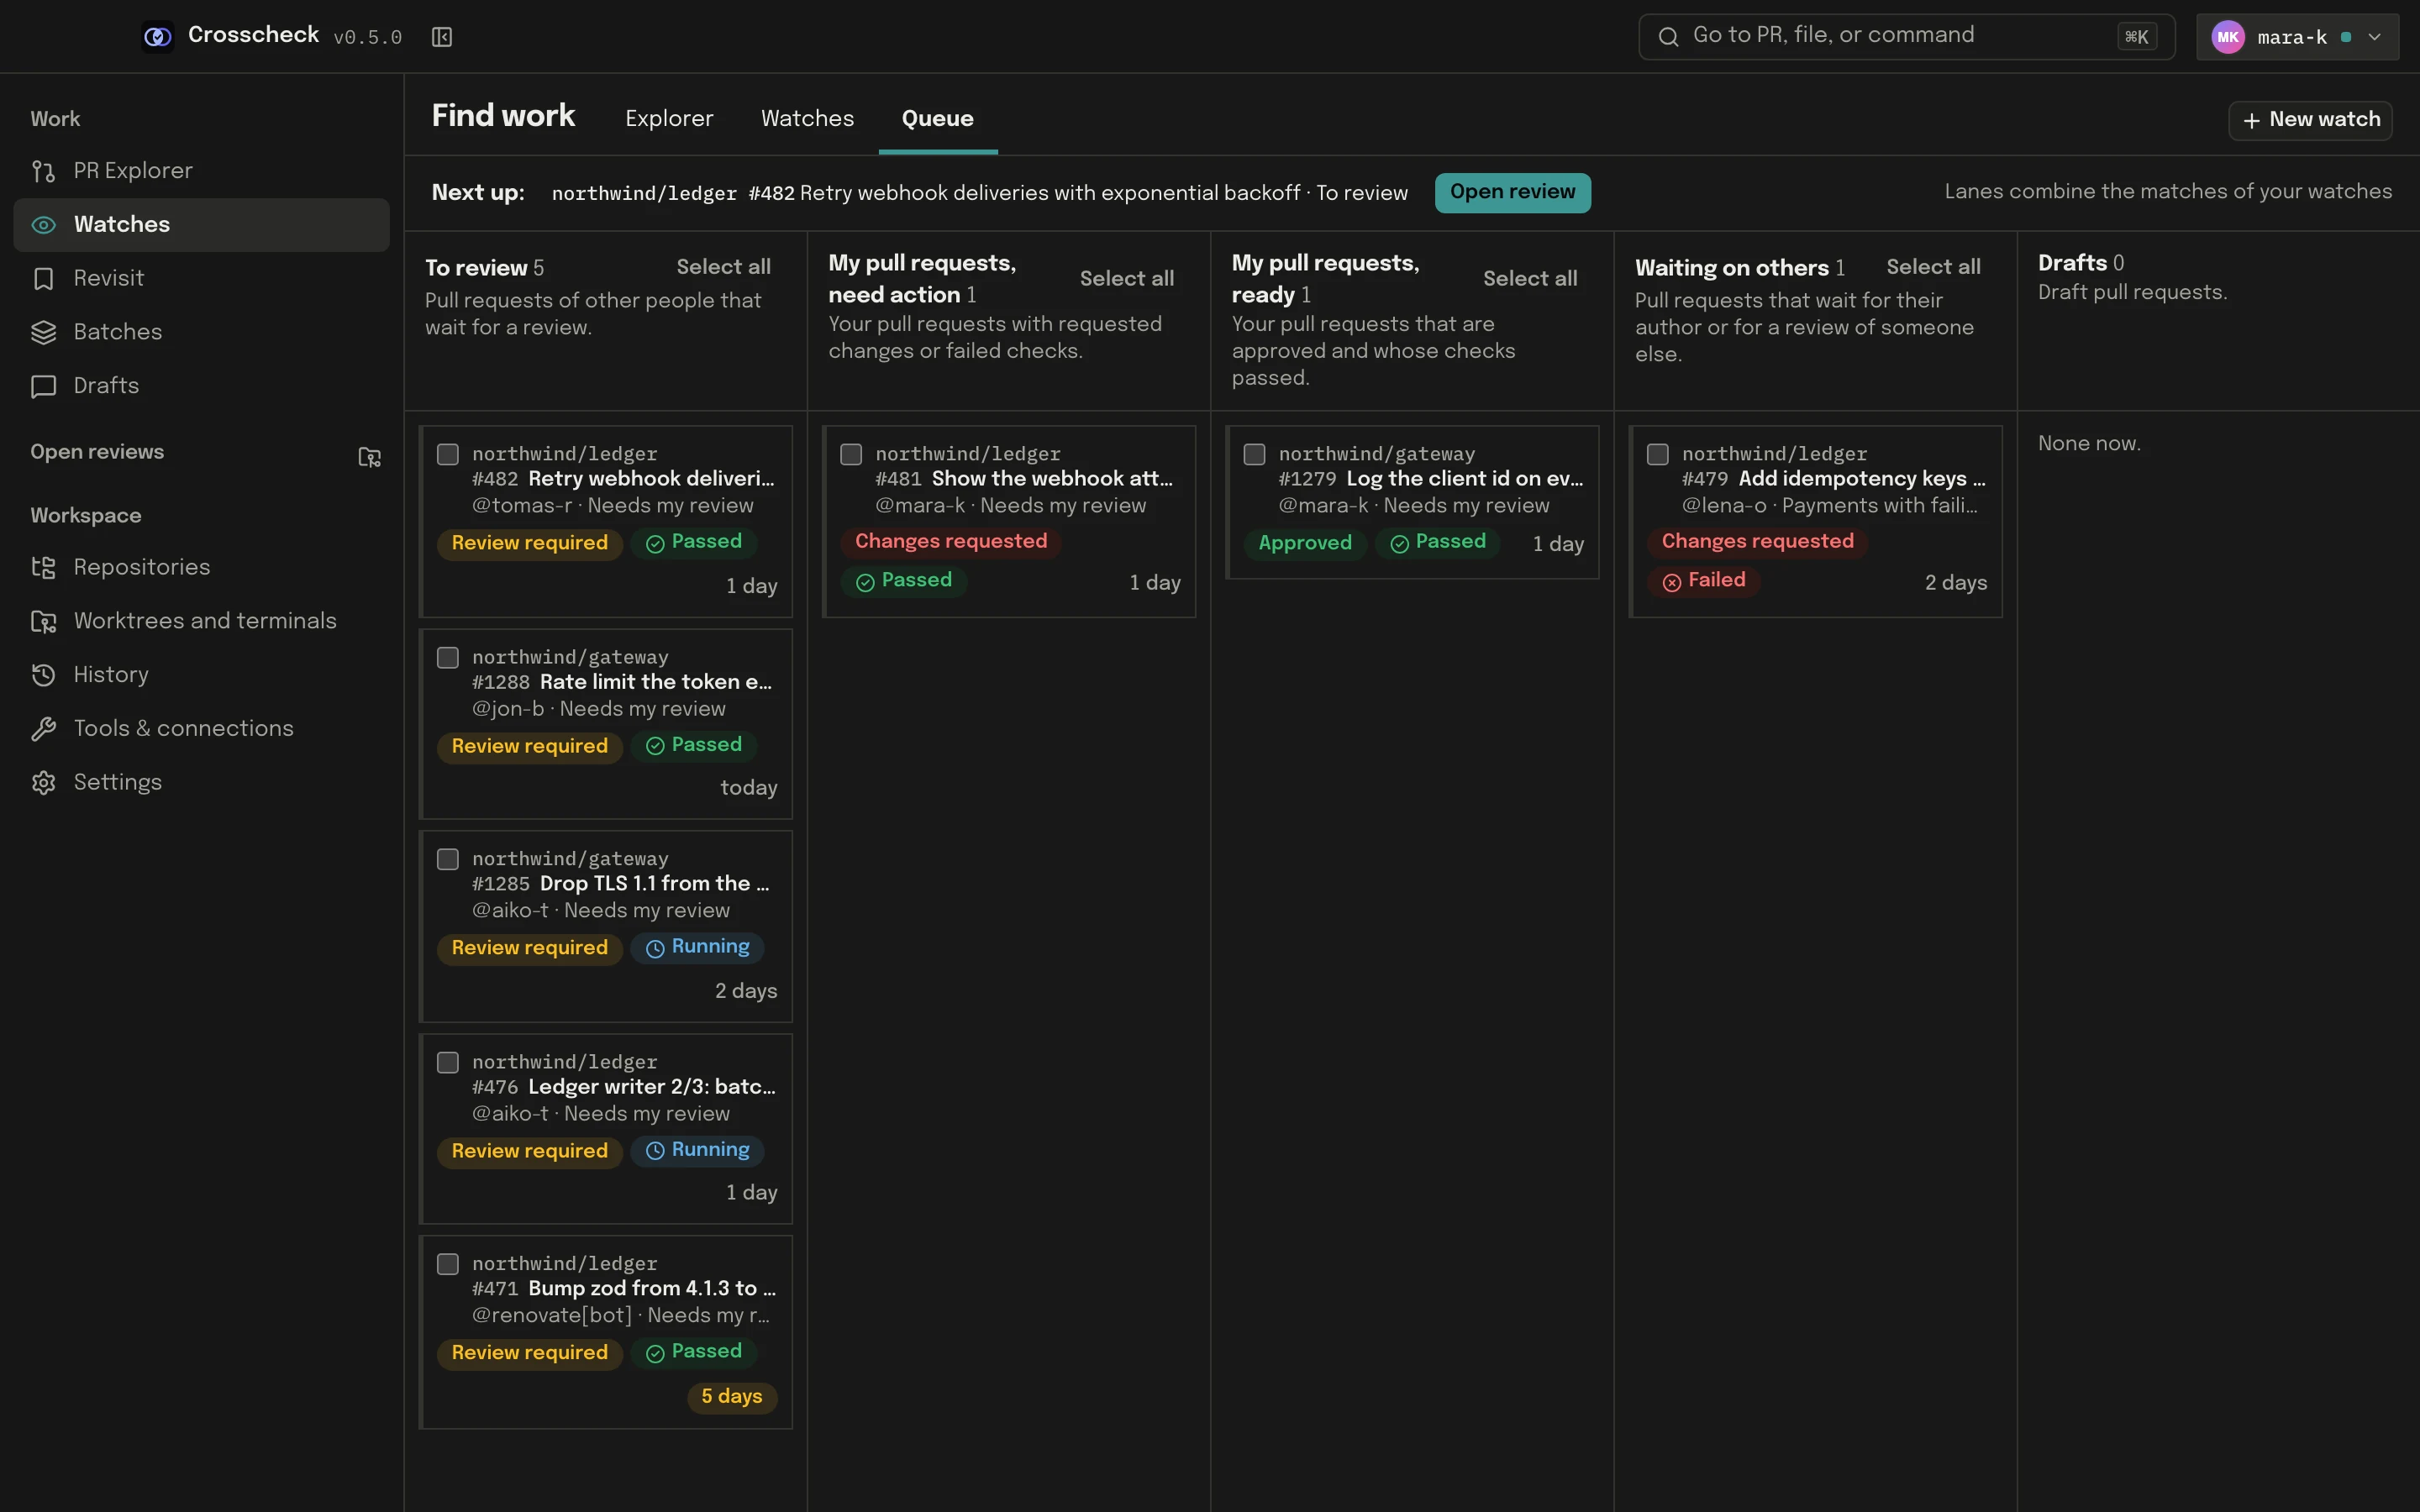 Crosscheck v0.5.0
Go to PR, file, or command ⌘K
MK mara-k
Work
PR Explorer
Watches
Revisit
Batches
Drafts
Open reviews
Workspace
Repositories
Worktrees and terminals
History
Tools & connections
Settings
Find work Explorer Watches Queue
New watch
Next up: northwind/ledger #482 Retry webhook deliveries with exponential backoff · To review Open review
Lanes combine the matches of your watches
To review 5 Select all
Pull requests of other people that
wait for a review.
northwind/ledger
#482 Retry webhook deliveri…
@tomas-r · Needs my review
Review required Passed
1 day
northwind/gateway
#1288 Rate limit the token e…
@jon-b · Needs my review
Review required Passed
today
northwind/gateway
#1285 Drop TLS 1.1 from the …
@aiko-t · Needs my review
Review required Running
2 days
northwind/ledger
#476 Ledger writer 2/3: batc…
@aiko-t · Needs my review
Review required Running
1 day
northwind/ledger
#471 Bump zod from 4.1.3 to …
@renovate[bot] · Needs my r…
Review required Passed
5 days
My pull requests,
need action 1 Select all
Your pull requests with requested
changes or failed checks.
northwind/ledger
#481 Show the webhook att…
@mara-k · Needs my review
Changes requested
Passed 1 day
My pull requests,
ready 1 Select all
Your pull requests that are
approved and whose checks
passed.
northwind/gateway
#1279 Log the client id on ev…
@mara-k · Needs my review
Approved Passed 1 day
Waiting on others 1 Select all
Pull requests that wait for their
author or for a review of someone
else.
northwind/ledger
#479 Add idempotency keys …
@lena-o · Payments with faili…
Changes requested
Failed 2 days
Drafts 0
Draft pull requests.
None now.